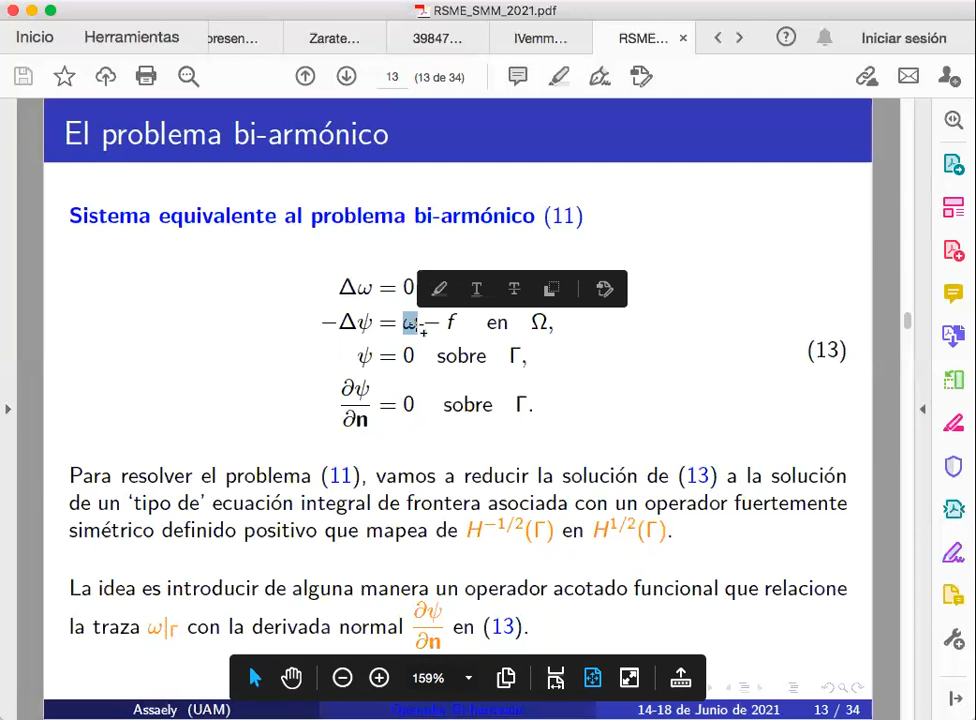 RSME_SMM_2021.pdf
Inicio Herramientas presen... Zarate... 39847... IVemm... RSME... × Iniciar sesión
13 (13 de 34)
El problema bi-armónico
Sistema equivalente al problema bi-armónico (11)
Δω = 0
−Δψ = ω − f en Ω,
ψ = 0 sobre Γ,
∂ψ/∂n = 0 sobre Γ.
(13)
Para resolver el problema (11), vamos a reducir la solución de (13) a la solución
de un ‘tipo de’ ecuación integral de frontera asociada con un operador fuertemente
simétrico definido positivo que mapea de H−1/2(Γ) en H1/2(Γ).
La idea es introducir de alguna manera un operador acotado funcional que relacione
la traza ω|Γ con la derivada normal ∂ψ/∂n en (13).
159%
Assaely (UAM) 14-18 de Junio de 2021 13 / 34